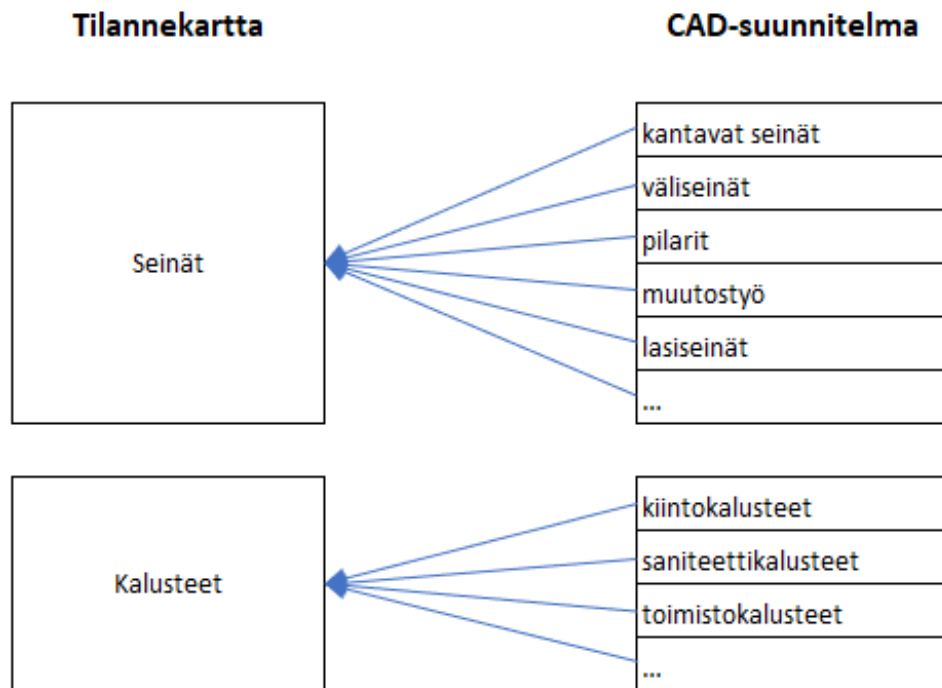 Tilannekartta
CAD-suunnitelma
Seinät
kantavat seinät
väliseinät
pilarit
muutostyö
lasiseinät
...
Kalusteet
kiintokalusteet
saniteettikalusteet
toimistokalusteet
...